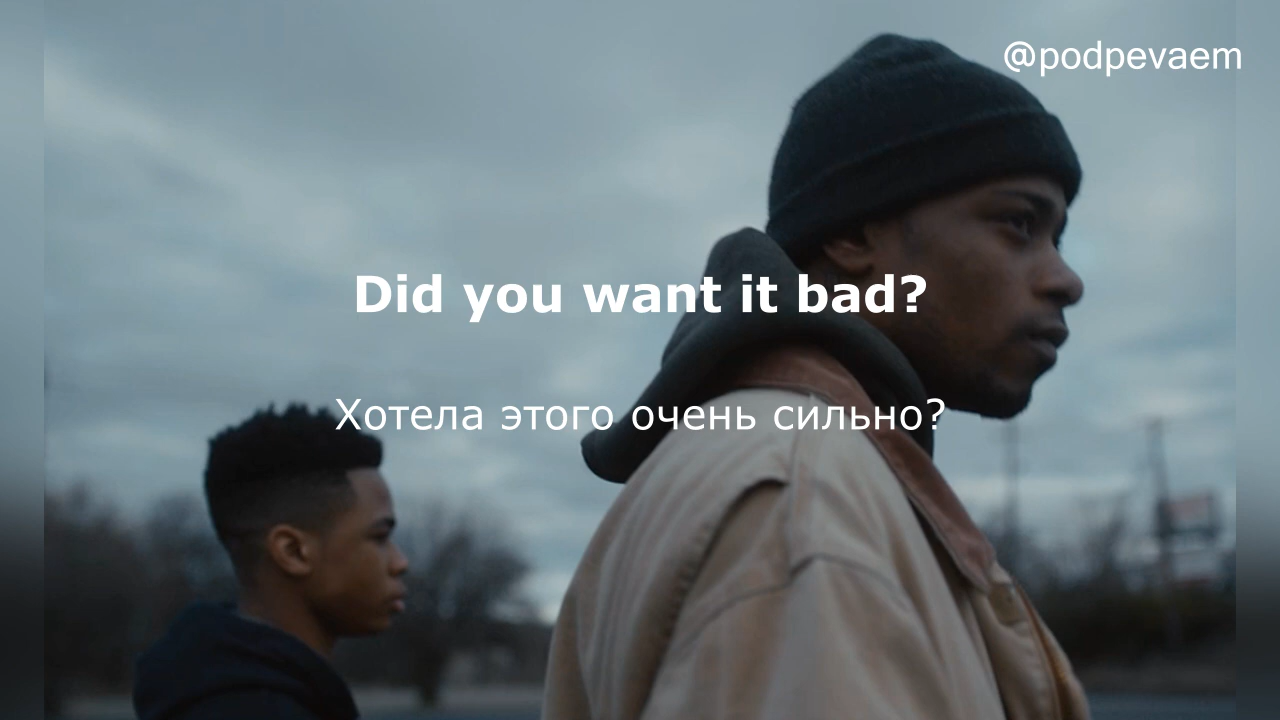 @podpevaem
Did you want it bad?
Хотела этого очень сильно?